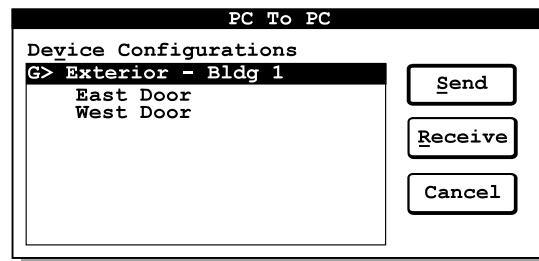 PC To PC
Device Configurations
G> Exterior - Bldg 1
East Door
West Door
Send
Receive
Cancel